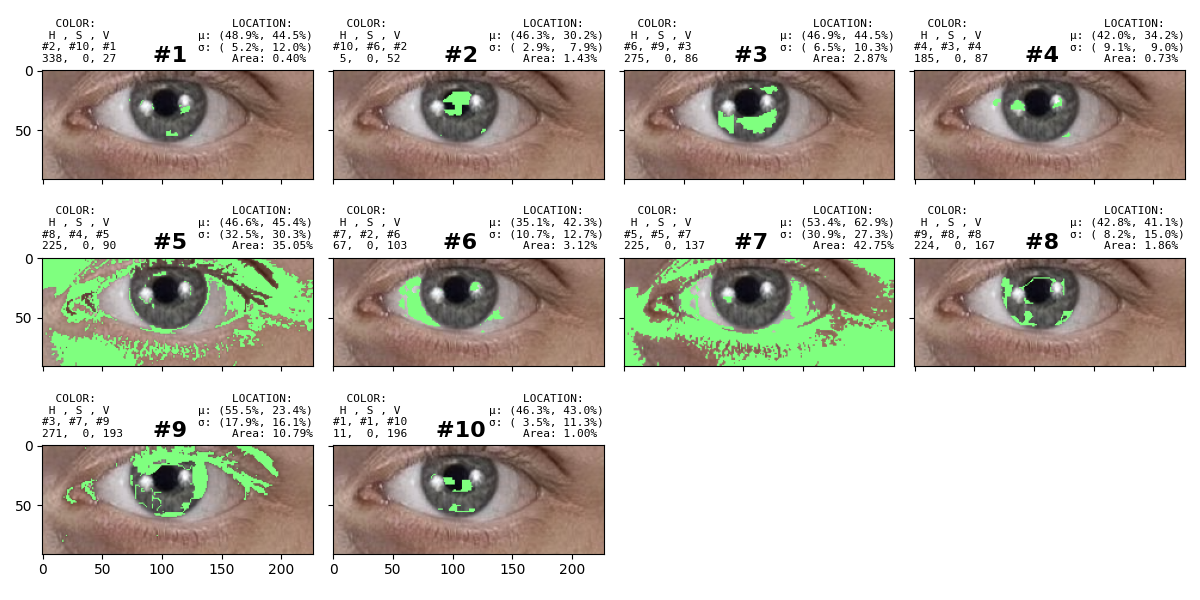 COLOR: LOCATION:
H , S , V μ: (48.9%, 44.5%)
#2, #10, #1 σ: ( 5.2%, 12.0%)
338, 0, 27 #1 Area: 0.40%
COLOR: LOCATION:
H , S , V μ: (46.3%, 30.2%)
#10, #6, #2 σ: ( 2.9%, 7.9%)
5, 0, 52 #2 Area: 1.43%
COLOR: LOCATION:
H , S , V μ: (46.9%, 44.5%)
#6, #9, #3 σ: ( 6.5%, 10.3%)
275, 0, 86 #3 Area: 2.87%
COLOR: LOCATION:
H , S , V μ: (42.0%, 34.2%)
#4, #3, #4 σ: ( 9.1%, 9.0%)
185, 0, 87 #4 Area: 0.73%
0
50
COLOR: LOCATION:
H , S , V μ: (46.6%, 45.4%)
#8, #4, #5 σ: (32.5%, 30.3%)
225, 0, 90 #5 Area: 35.05%
COLOR: LOCATION:
H , S , V μ: (35.1%, 42.3%)
#7, #2, #6 σ: (10.7%, 12.7%)
67, 0, 103 #6 Area: 3.12%
COLOR: LOCATION:
H , S , V μ: (53.4%, 62.9%)
#5, #5, #7 σ: (30.9%, 27.3%)
225, 0, 137 #7 Area: 42.75%
COLOR: LOCATION:
H , S , V μ: (42.8%, 41.1%)
#9, #8, #8 σ: ( 8.2%, 15.0%)
224, 0, 167 #8 Area: 1.86%
0
50
COLOR: LOCATION:
H , S , V μ: (55.5%, 23.4%)
#3, #7, #9 σ: (17.9%, 16.1%)
271, 0, 193 #9 Area: 10.79%
COLOR: LOCATION:
H , S , V μ: (46.3%, 43.0%)
#1, #1, #10 σ: ( 3.5%, 11.3%)
11, 0, 196 #10 Area: 1.00%
0
50
0 50 100 150 200
0 50 100 150 200